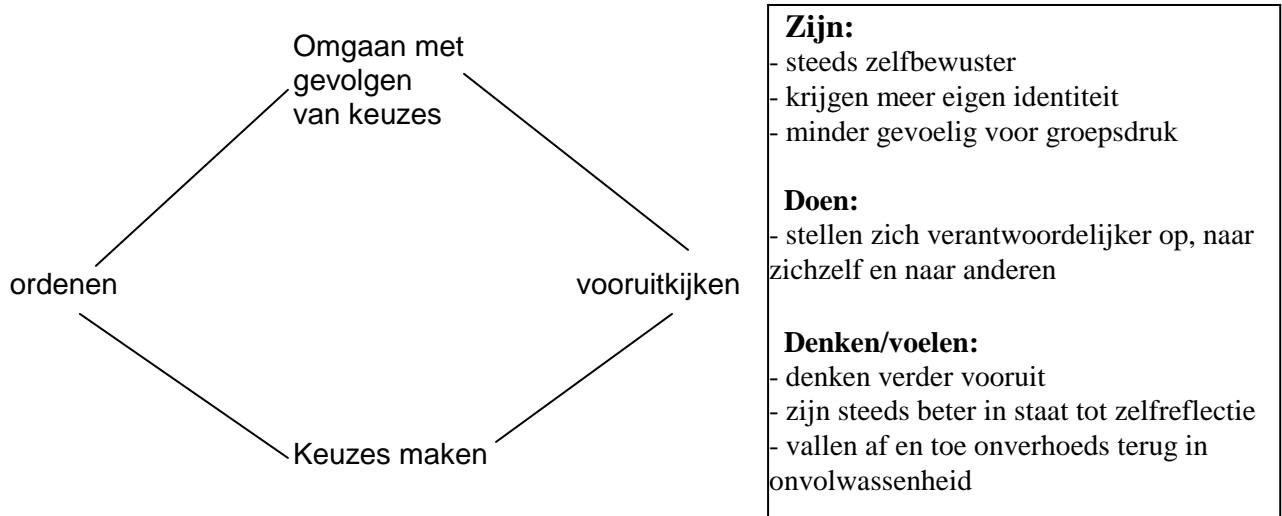 Omgaan met
gevolgen
van keuzes
ordenen
vooruitkijken
Keuzes maken
Zijn:
- steeds zelfbewuster
- krijgen meer eigen identiteit
- minder gevoelig voor groepsdruk
Doen:
- stellen zich verantwoordelijker op, naar
zichzelf en naar anderen
Denken/voelen:
- denken verder vooruit
- zijn steeds beter in staat tot zelfreflectie
- vallen af en toe onverhoeds terug in
onvolwassenheid